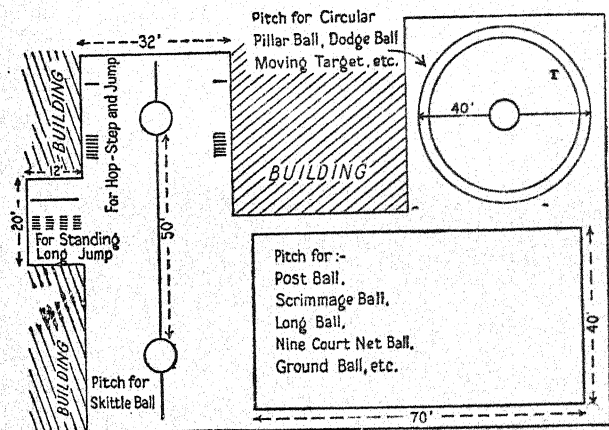 32'
Pitch for Circular
Pillar Ball, Dodge Ball
Moving Target, etc.
BUILDING
12'
20'
For Hop-Step and Jump
For Standing
Long Jump
50'
BUILDING
Pitch for
Skittle Ball
BUILDING
T
40'
Pitch for :-
Post Ball,
Scrimmage Ball,
Long Ball,
Nine Court Net Ball,
Ground Ball, etc.
40'
70'